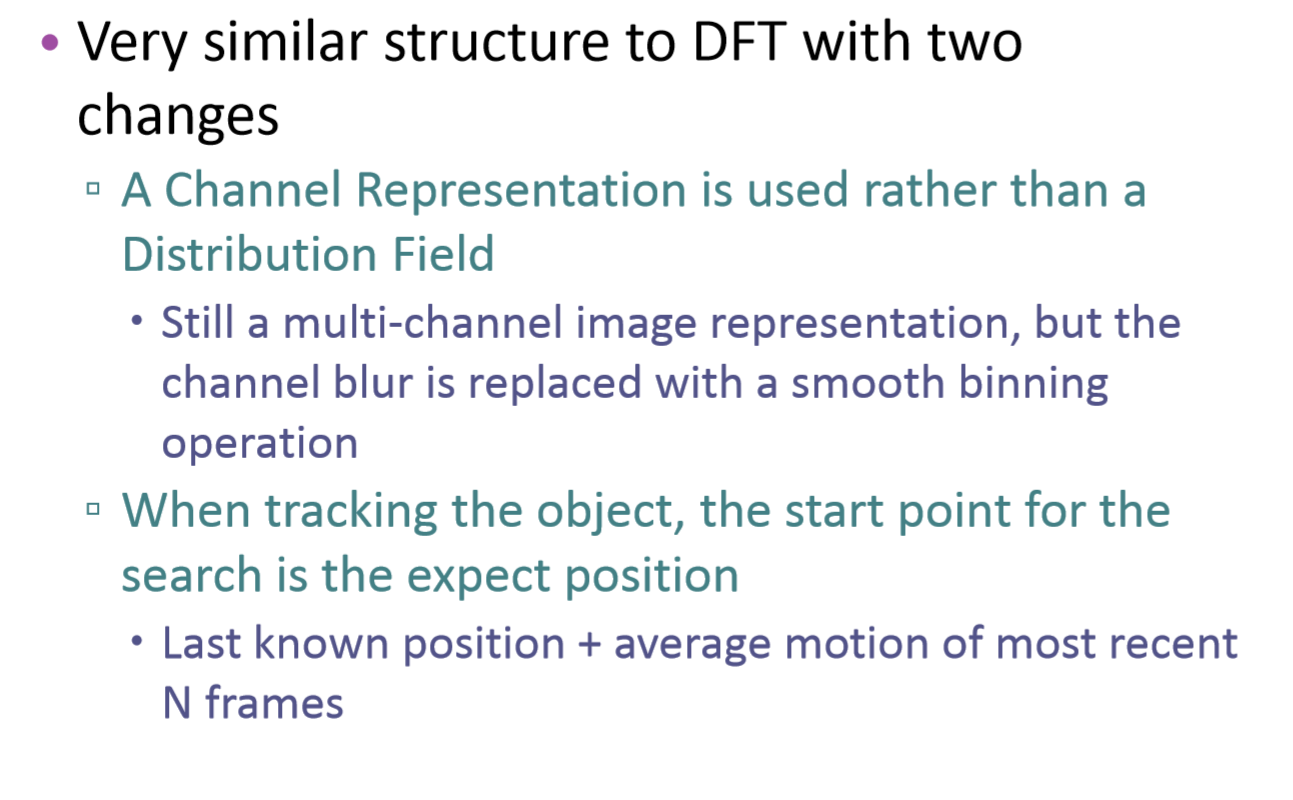 • Very similar structure to DFT with two
changes
▫ A Channel Representation is used rather than a
Distribution Field
• Still a multi-channel image representation, but the
channel blur is replaced with a smooth binning
operation
▫ When tracking the object, the start point for the
search is the expect position
• Last known position + average motion of most recent
N frames